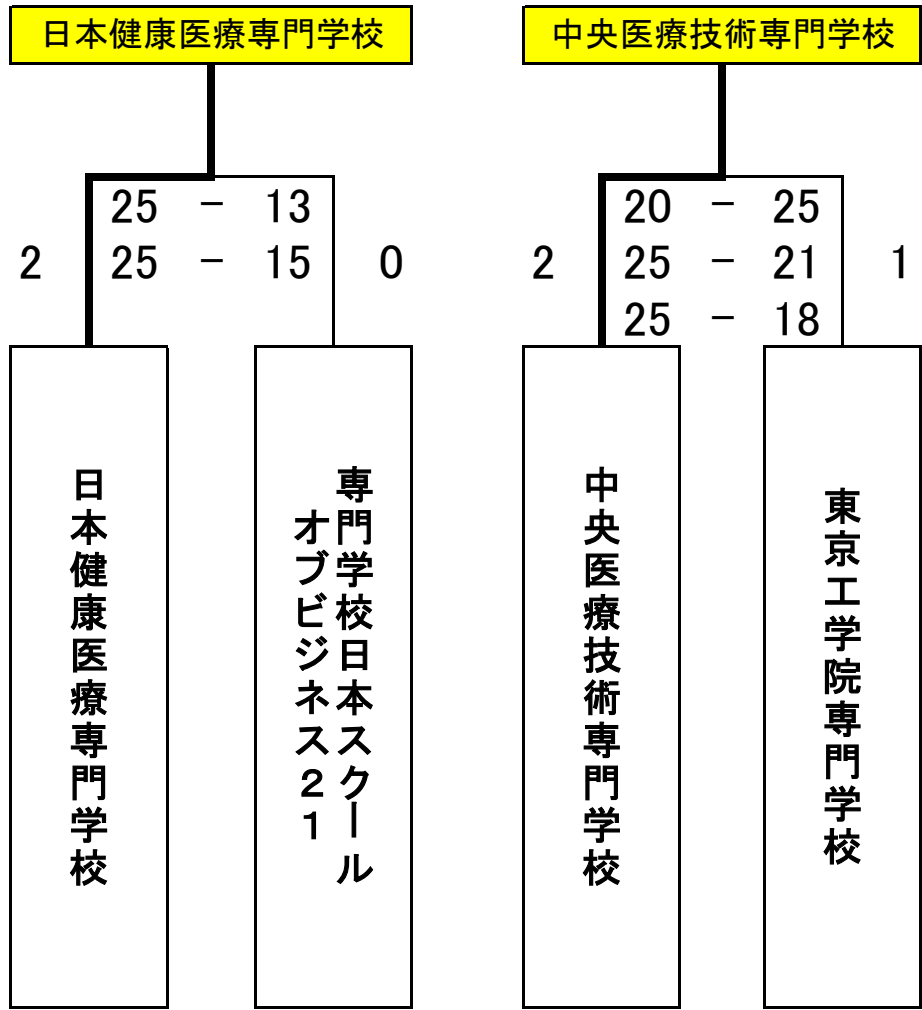 日本健康医療専門学校
25 － 13
2 25 － 15 0
日本健康医療専門学校
専門学校日本スクール
オブビジネス２１
中央医療技術専門学校
20 － 25
2 25 － 21 1
25 － 18
中央医療技術専門学校
東京工学院専門学校